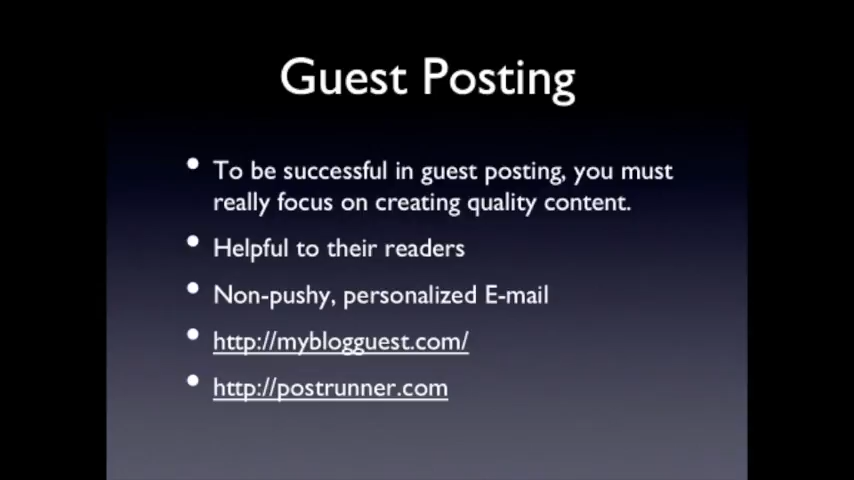 Guest Posting
• To be successful in guest posting, you must
really focus on creating quality content.
• Helpful to their readers
• Non-pushy, personalized E-mail
• http://myblogguest.com/
• http://postrunner.com